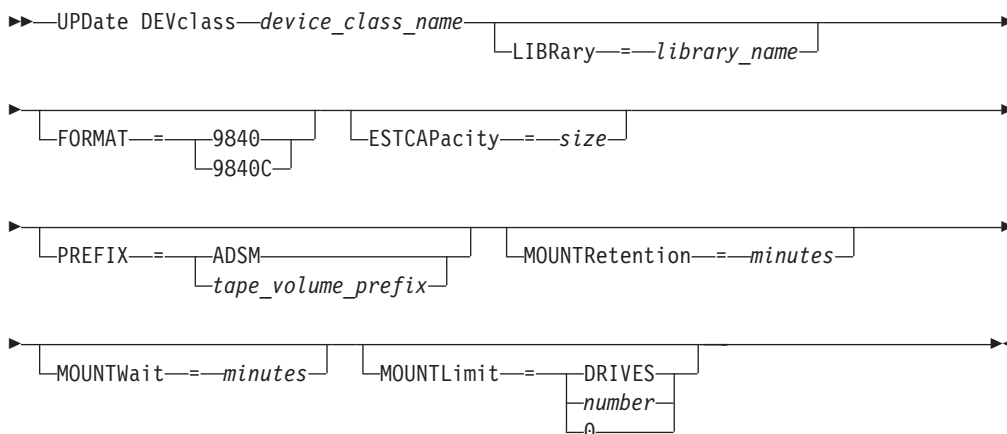 UPDate DEVclass device_class_name
LIBRary = library_name
FORMAT = 9840
9840C
ESTCAPacity = size
PREFIX = ADSM
tape_volume_prefix
MOUNTRetention = minutes
MOUNTWait = minutes
MOUNTLimit = DRIVES
number
0